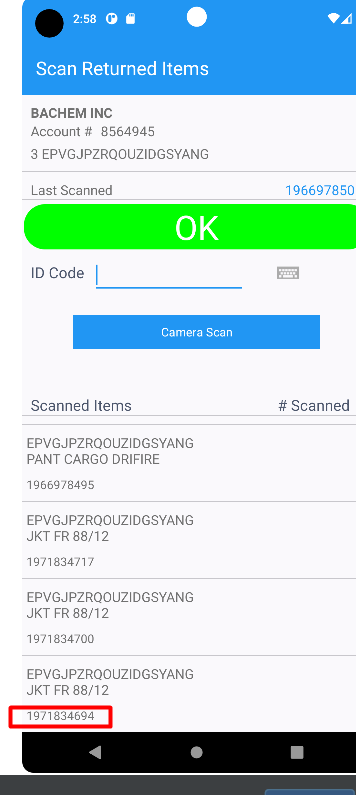 2:58
Scan Returned Items
BACHEM INC
Account # 8564945
3 EPVGJPZRQOUZIDGSYANG
Last Scanned 196697850
OK
ID Code
Camera Scan
Scanned Items # Scanned
EPVGJPZRQOUZIDGSYANG
PANT CARGO DRIFIRE
1966978495
EPVGJPZRQOUZIDGSYANG
JKT FR 88/12
1971834717
EPVGJPZRQOUZIDGSYANG
JKT FR 88/12
1971834700
EPVGJPZRQOUZIDGSYANG
JKT FR 88/12
1971834694